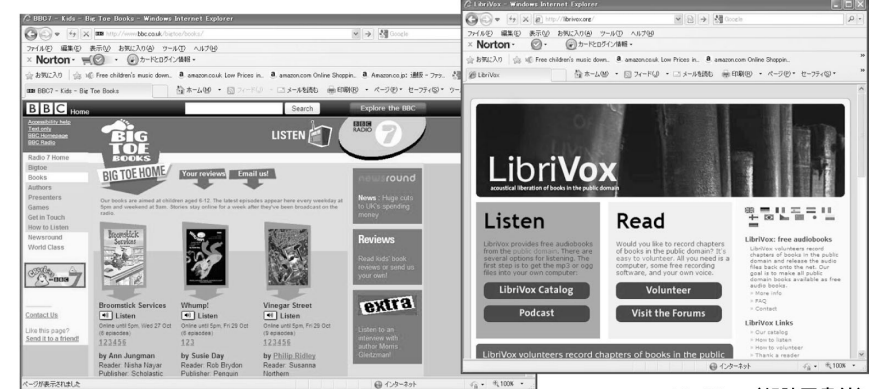 BBC7 - Kids - Big Toe Books - Windows Internet Explorer
http://www.bbc.co.uk/bigtoe/books/
Google
ファイル(F) 編集(E) 表示(V) お気に入り(A) ツール(T) ヘルプ(H)
× Norton
カードとログイン情報
お気に入り
Free children's music down..
amazon.co.uk Low Prices in..
amazon.com Online Shoppin..
BBC7 - Kids - Big Toe Books
ホーム(M)
フィード(J)
メールを読む
印刷(R)
ページ(P)
セーフティ(S)
BBC Home
Search
Explore the BBC
Accessibility help
Text only
BBC Homepage
BBC Radio
BIG TOE BOOKS
LISTEN
BBC RADIO 7
Radio 7 Home
Bigtoe
Books
Authors
Presenters
Games
Get in Touch
How to Listen
Newsround
World Class
Contact Us
Like this page?
Send it to a friend!
BIG TOE HOME
Your reviews
Email us!
Our books are aimed at children aged 6-12. The latest episodes appear here every weekday at
5pm and weekend at 5am. Stories stay online for a week after they've been broadcast on the
radio.
Broomstick Services
Broomstick Services
Listen
Online until 5pm, Wed 27 Oct
(6 episodes)
1 2 3 4 5 6
by Ann Jungman
Reader: Nisha Nayar
Publisher: Scholastic
Whump!
Listen
Online until 5pm, Fri 29 Oct
(6 episodes)
1 2 3
by Susie Day
Reader: Rob Brydon
Publisher: Penguin
Vinegar Street
Listen
Online until 5pm, Fri 29 Oct
(6 episodes)
1 2 3 4 5 6
by Philip Ridley
Reader: Susanna
Northern
newsround
News : Huge cuts
to UK's spending
money
Reviews
Read kids' book
reviews or send us
your own!
extra
Listen to an
interview with
author Morris
Gleitzman!
ページが表示されました
インターネット
100%
LibriVox - Windows Internet Explorer
http://librivox.org/
Google
ファイル(F) 編集(E) 表示(V) お気に入り(A) ツール(T) ヘルプ(H)
× Norton
カードとログイン情報
お気に入り
Free children's music down..
amazon.co.uk Low Prices in..
amazon.com Online Shoppin..
LibriVox
ホーム(M)
フィード(J)
メールを読む
印刷(R)
ページ(P)
セーフティ(S)
LibriVox
acoustical liberation of books in the public domain
Listen
LibriVox provides free audiobooks
from the public domain. There are
several options for listening. The
first step is to get the mp3 or ogg
files into your own computer:
LibriVox Catalog
Podcast
Read
Would you like to record chapters
of books in the public domain? It's
easy to volunteer. All you need is a
computer, some free recording
software, and your own voice.
Volunteer
Visit the Forums
LibriVox: free audiobooks
LibriVox volunteers record
chapters of books in the public
domain and release the audio
files back onto the net. Our
goal is to make all public
domain books available as free
audio books.
More info
FAQ
Contact
LibriVox Links
Our catalog
How to listen
How to volunteer
Thank a reader
LibriVox volunteers record chapters of books in the public
インターネット
100%